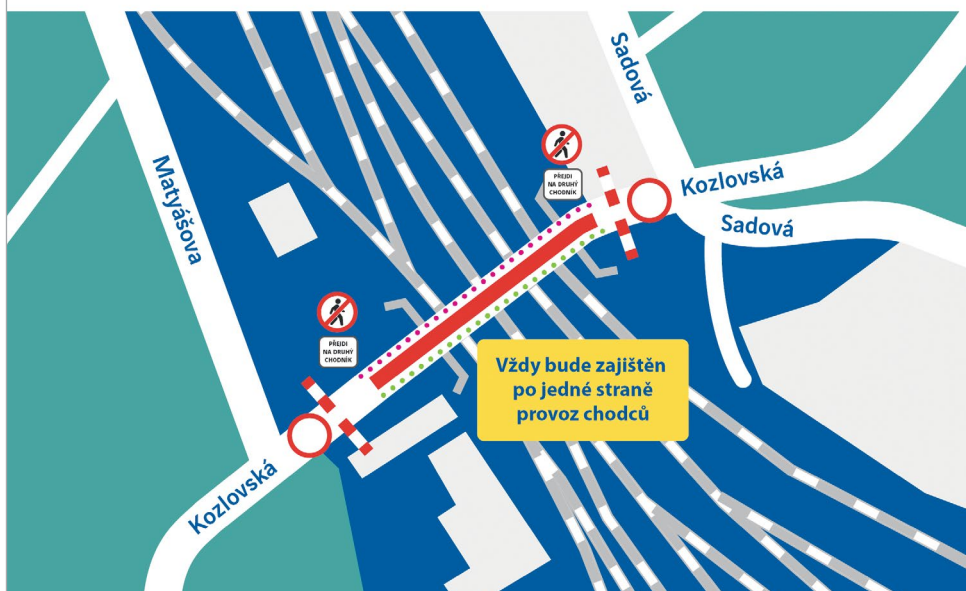 Sadová
Kozlovská
Sadová
PŘEJDI
NA DRUHÝ
CHODNÍK
Matyášova
PŘEJDI
NA DRUHÝ
CHODNÍK
Vždy bude zajištěn
po jedné straně
provoz chodců
Kozlovská